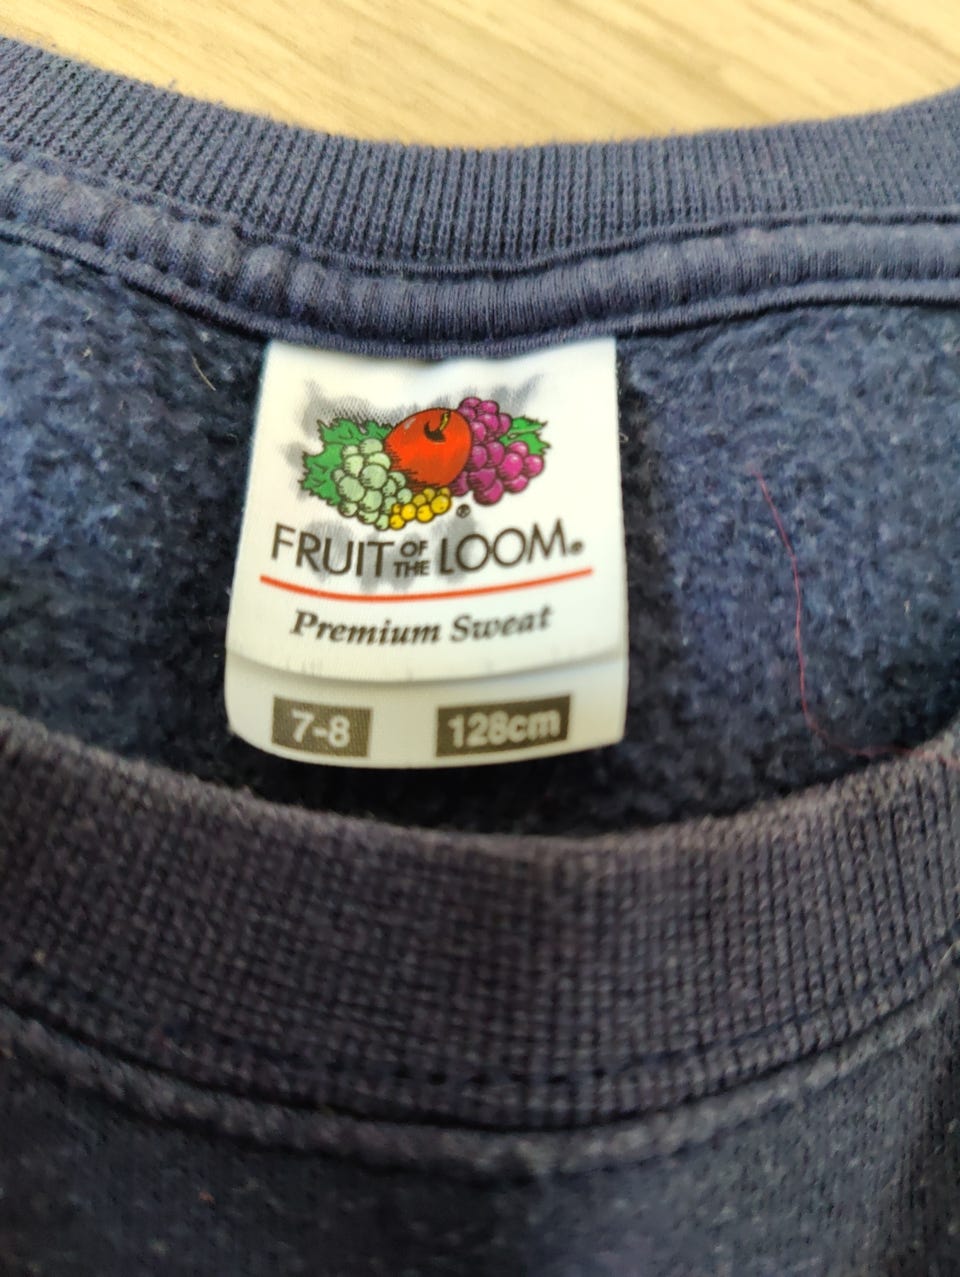 FRUIT OF THE LOOM®
Premium Sweat
7-8 128cm